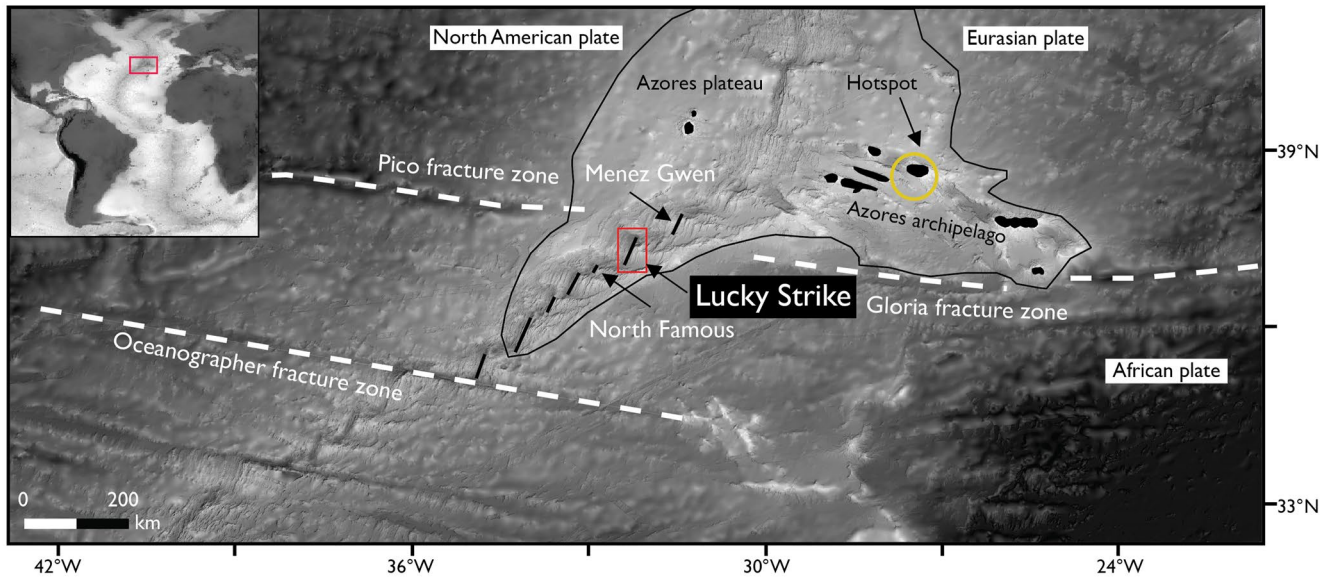 North American plate
Eurasian plate
Azores plateau
Hotspot
39°N
Pico fracture zone
Menez Gwen
Azores archipelago
Lucky Strike
Gloria fracture zone
North Famous
Oceanographer fracture zone
African plate
0 200
km
33°N
42°W 36°W 30°W 24°W